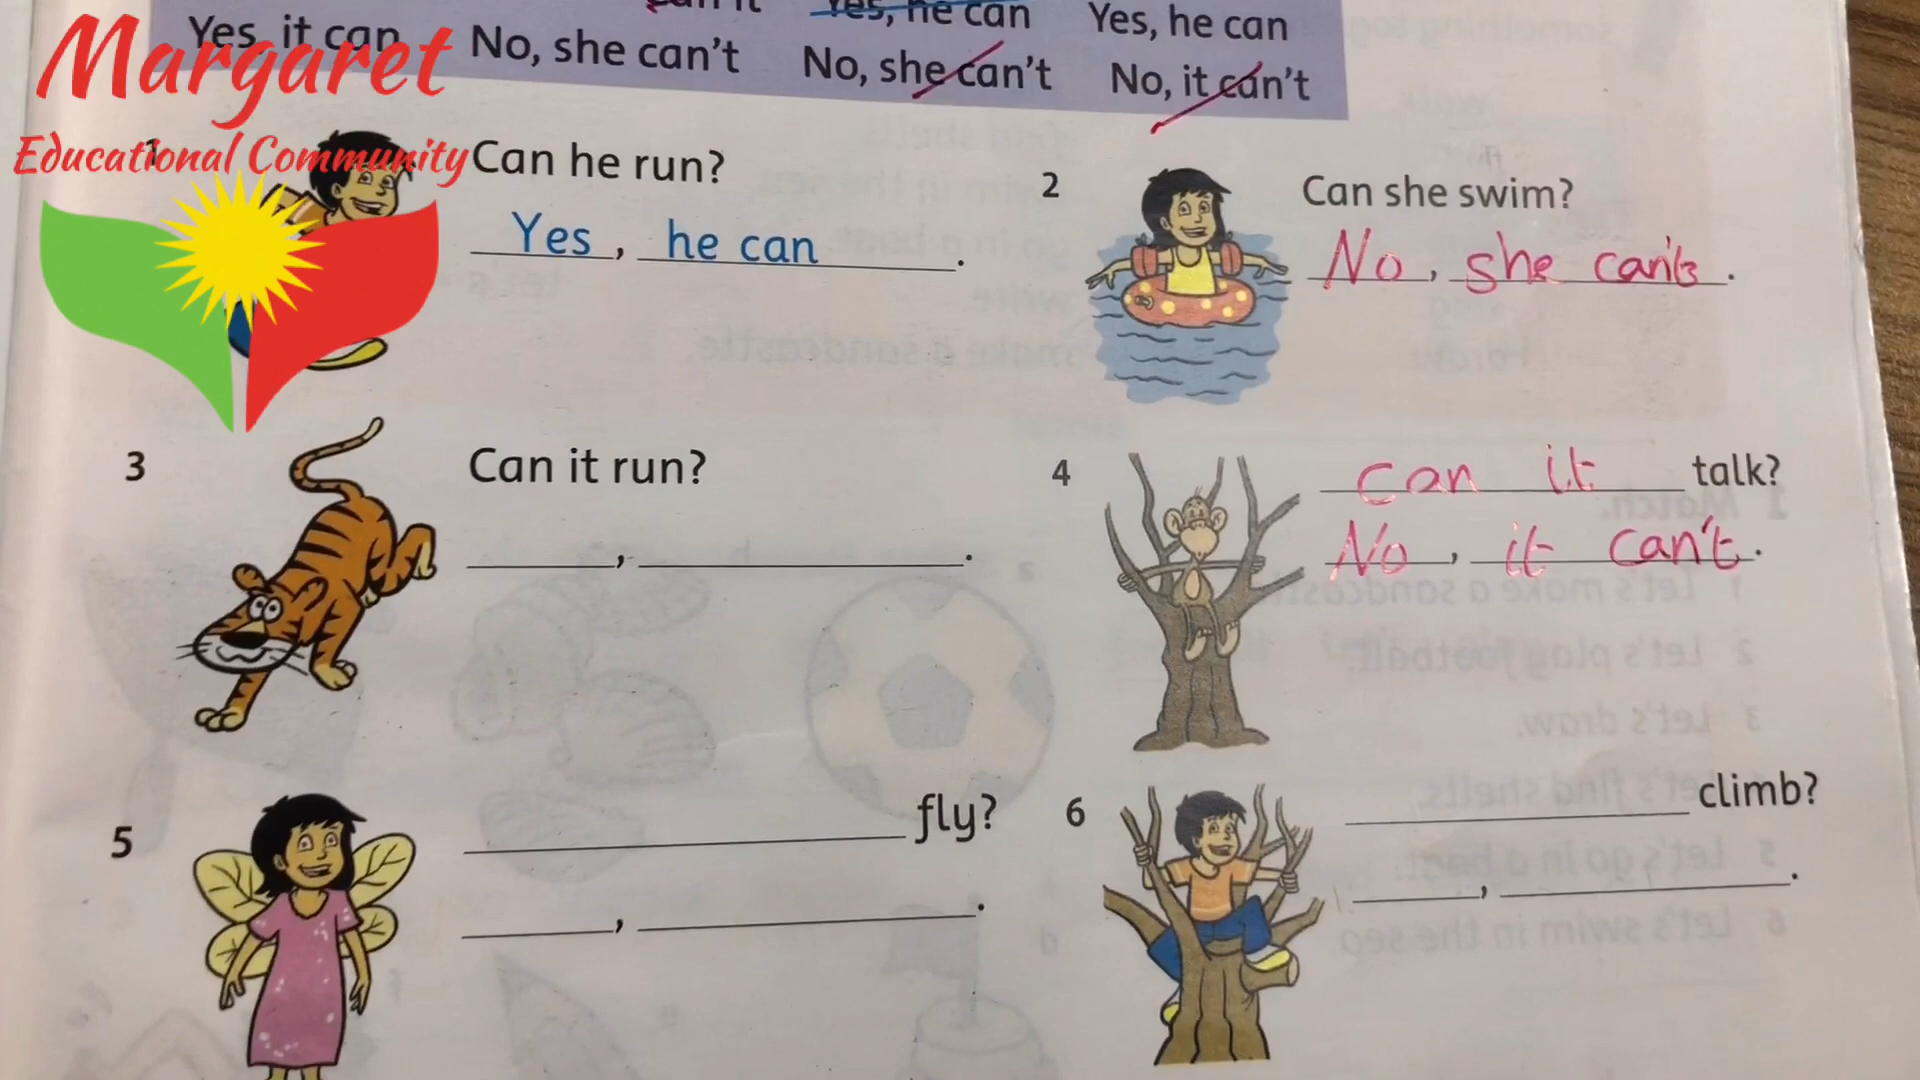 Yes, he can Yes, he can
Yes, it can No, she can't No, she can't No, it can't
Margaret
Educational Community
1 Can he run?
Yes, he can.
2 Can she swim?
No, she can't.
3 Can it run?
4 can it talk?
No, it can't.
5 fly?
6 climb?